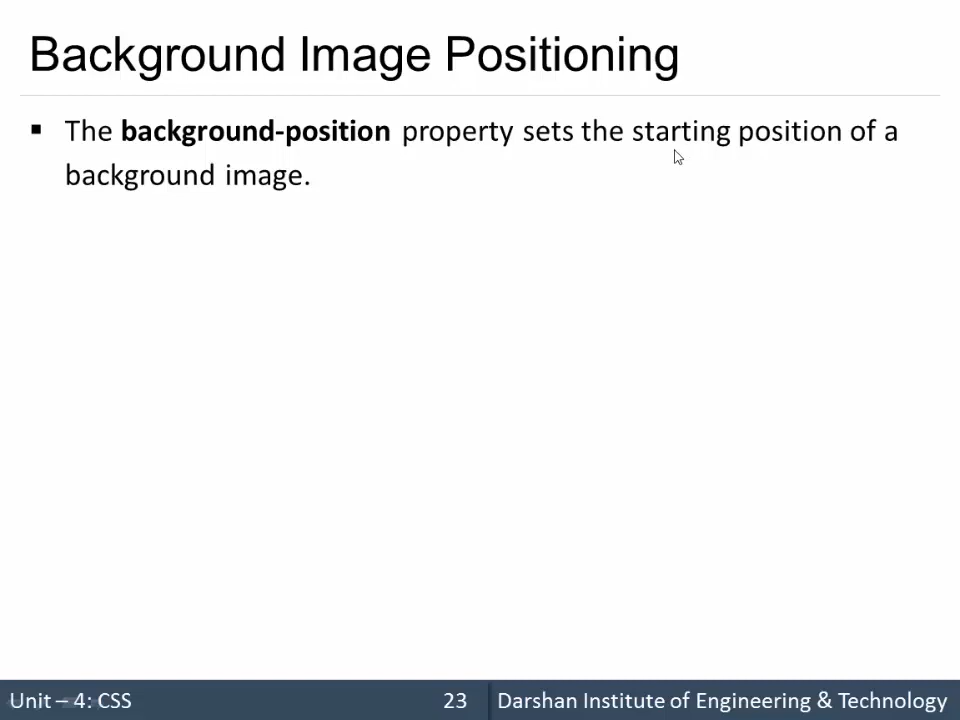 Background Image Positioning
▪ The background-position property sets the starting position of a
background image.
Unit – 4: CSS 23 Darshan Institute of Engineering & Technology